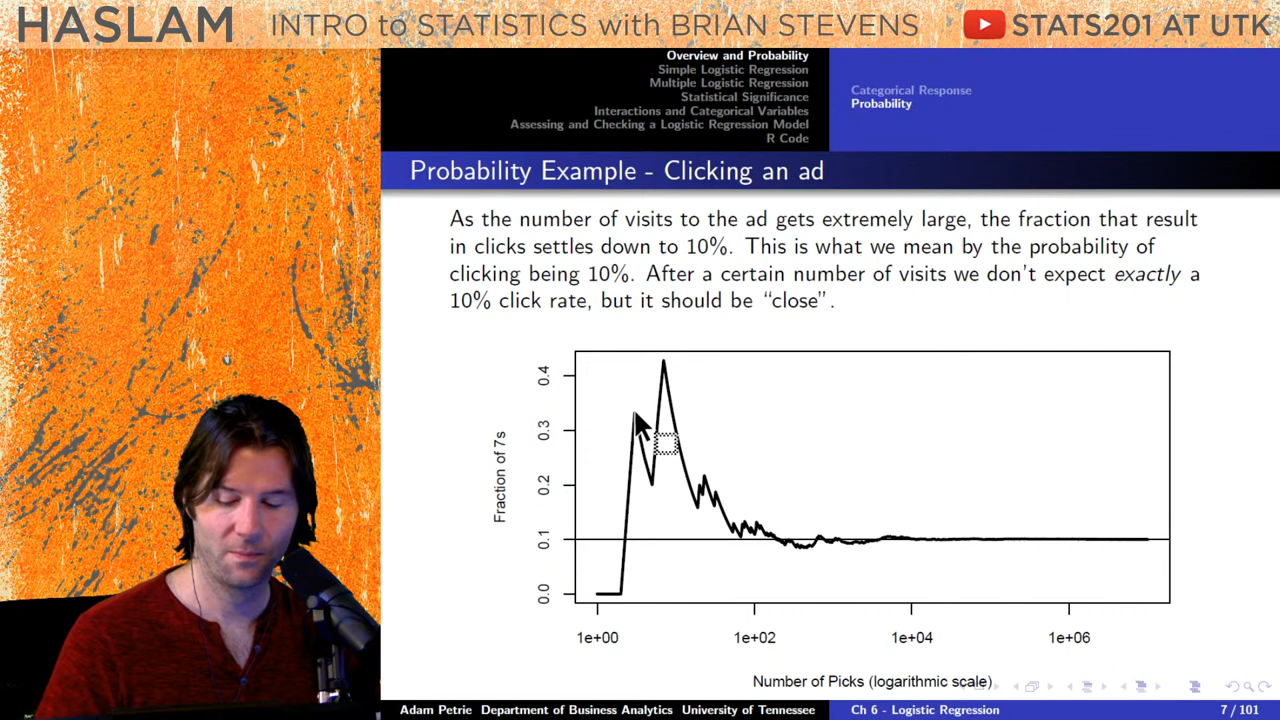 HASLAM INTRO to STATISTICS with BRIAN STEVENS STATS201 AT UTK
Overview and Probability
Simple Logistic Regression
Multiple Logistic Regression
Statistical Significance
Interactions and Categorical Variables
Assessing and Checking a Logistic Regression Model
R Code
Categorical Response
Probability
Probability Example - Clicking an ad
As the number of visits to the ad gets extremely large, the fraction that result
in clicks settles down to 10%. This is what we mean by the probability of
clicking being 10%. After a certain number of visits we don't expect exactly a
10% click rate, but it should be “close”.
Fraction of 7s
0.4
0.3
0.2
0.1
0.0
1e+00 1e+02 1e+04 1e+06
Number of Picks (logarithmic scale)
Adam Petrie Department of Business Analytics University of Tennessee Ch 6 - Logistic Regression 7 / 101